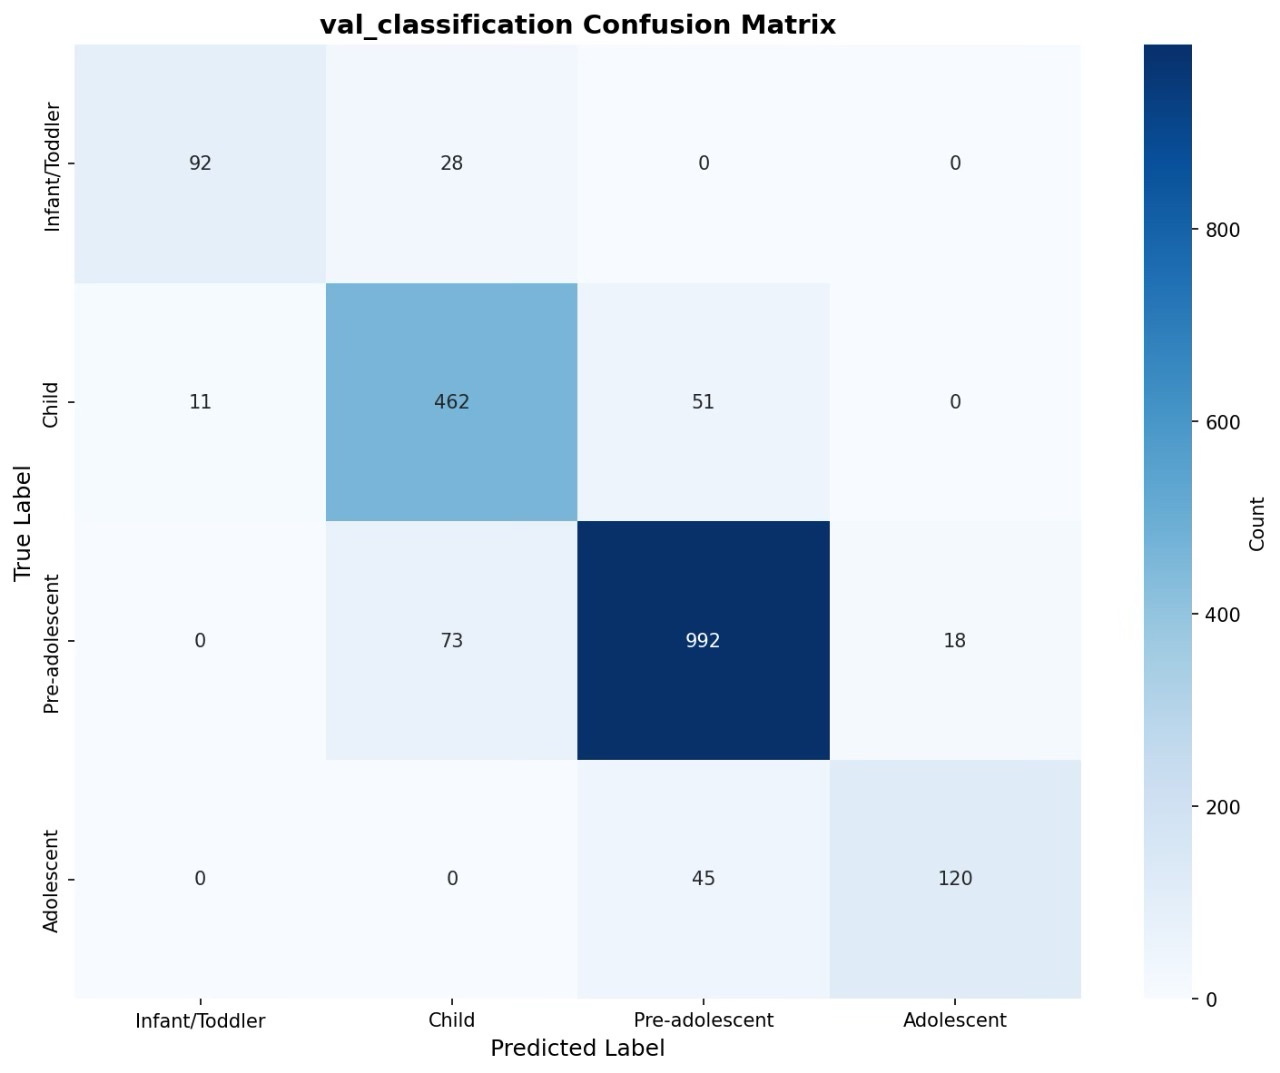 val_classification Confusion Matrix
True Label
Infant/Toddler
92 28 0 0
Child
11 462 51 0
Pre-adolescent
0 73 992 18
Adolescent
0 0 45 120
Infant/Toddler Child Pre-adolescent Adolescent
Predicted Label
800
600
400
200
0
Count